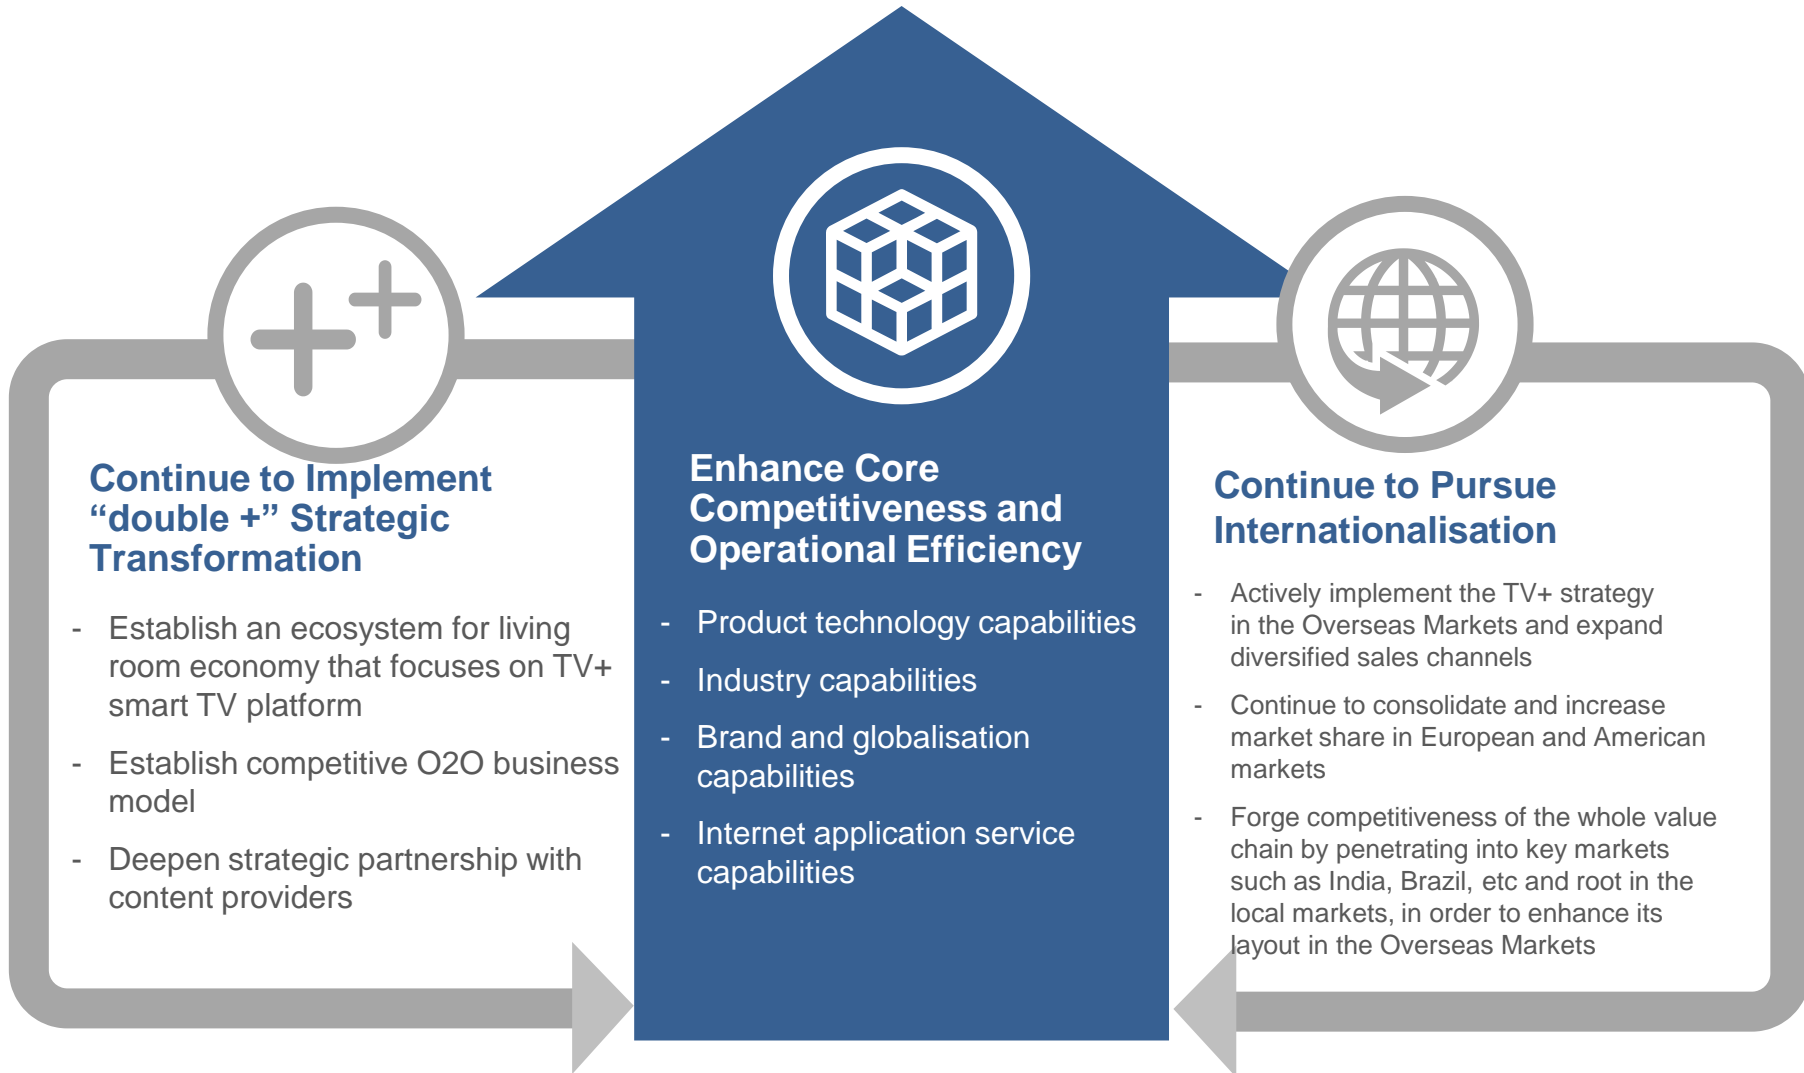 Continue to Implement
“double +” Strategic
Transformation
- Establish an ecosystem for living
room economy that focuses on TV+
smart TV platform
- Establish competitive O2O business
model
- Deepen strategic partnership with
content providers
Enhance Core
Competitiveness and
Operational Efficiency
- Product technology capabilities
- Industry capabilities
- Brand and globalisation
capabilities
- Internet application service
capabilities
Continue to Pursue
Internationalisation
- Actively implement the TV+ strategy
in the Overseas Markets and expand
diversified sales channels
- Continue to consolidate and increase
market share in European and American
markets
- Forge competitiveness of the whole value
chain by penetrating into key markets
such as India, Brazil, etc and root in the
local markets, in order to enhance its
layout in the Overseas Markets